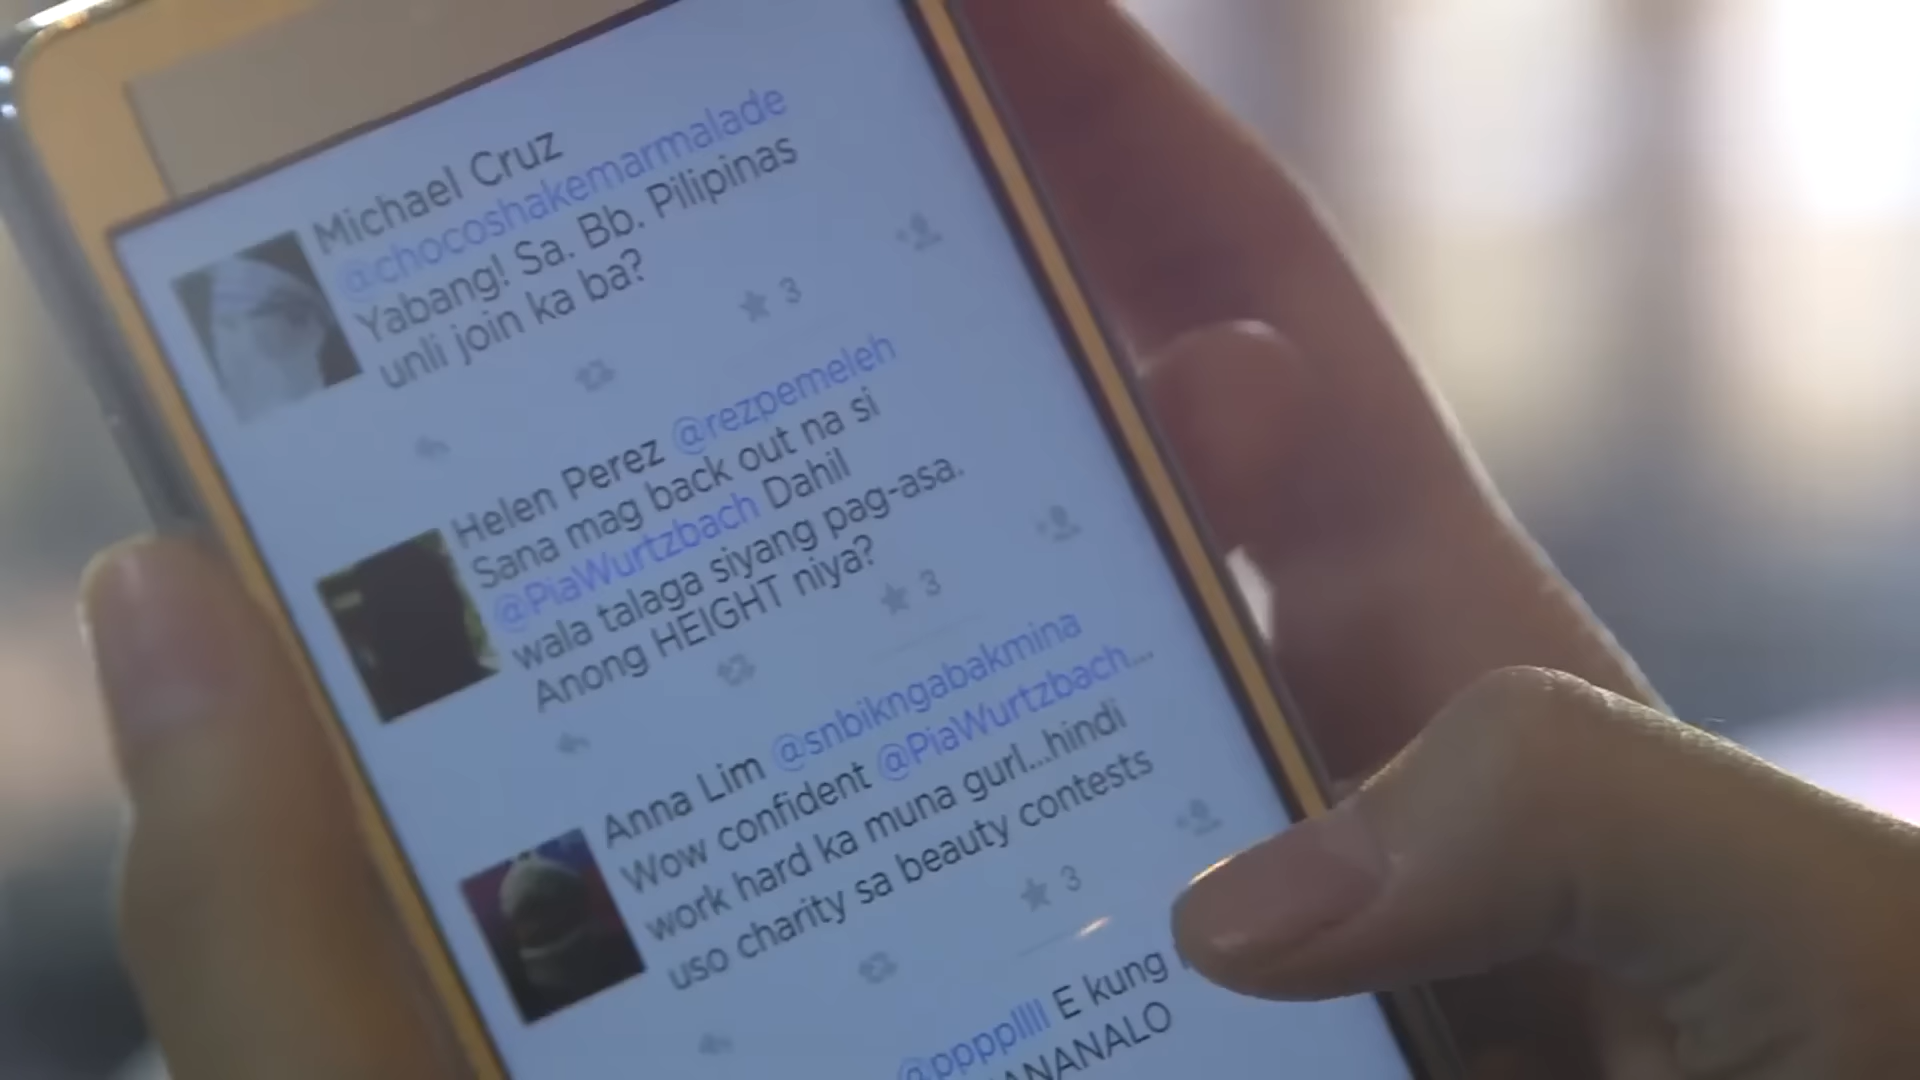 Michael Cruz
@chocoshakemarmalade
Yabang! Sa. Bb. Pilipinas
unli join ka ba?
3
Helen Perez @rezpemeleh
Sana mag back out na si
@PiaWurtzbach Dahil
wala talaga siyang pag-asa.
Anong HEIGHT niya?
3
Anna Lim @snbikngabakmina
Wow confident @PiaWurtzbach...
work hard ka muna gurl...hindi
uso charity sa beauty contests
3
@ppppllll E kung